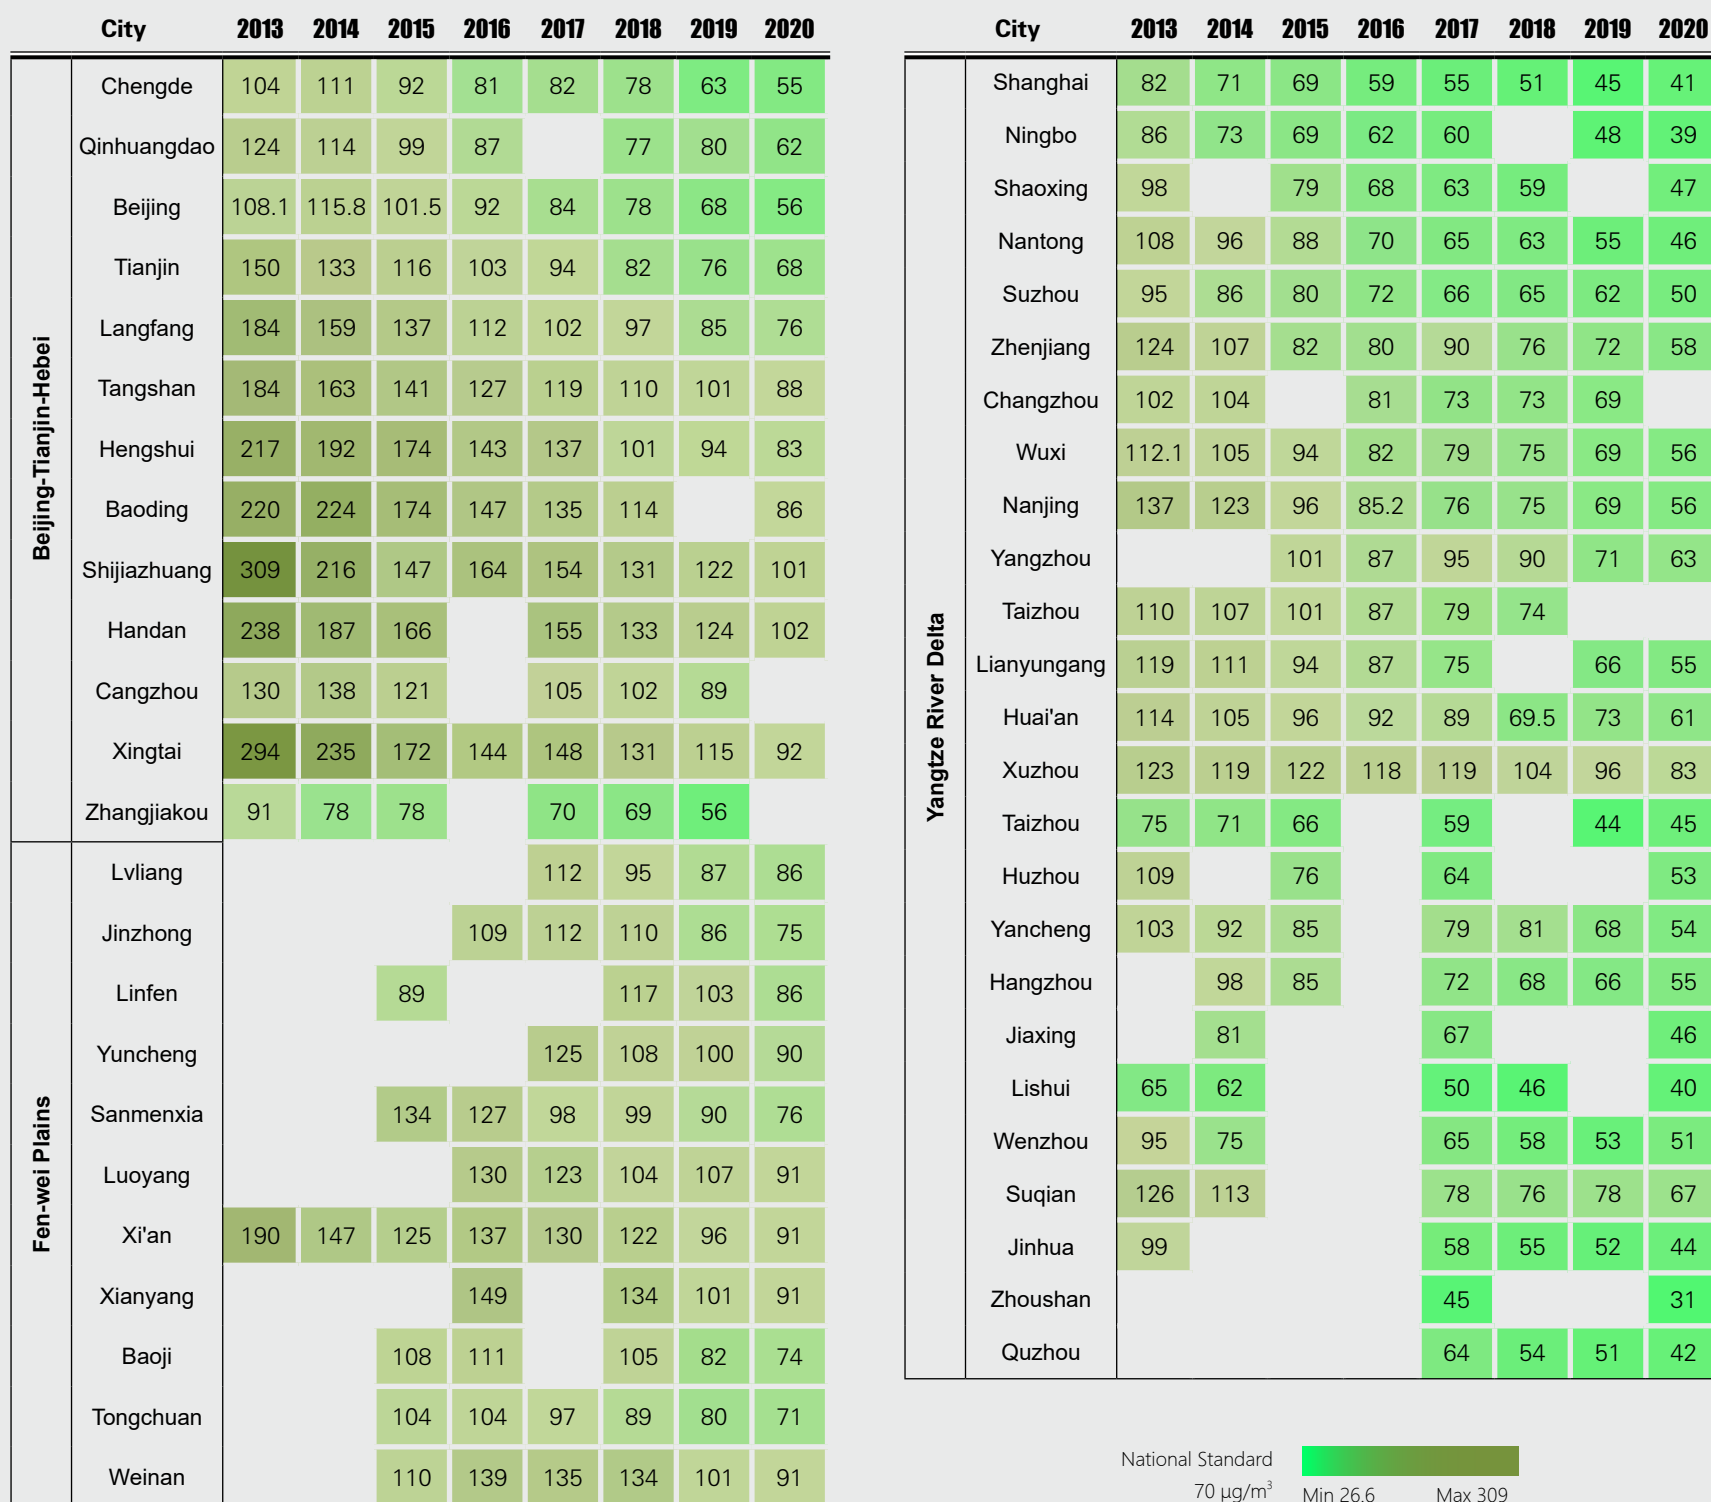 City 2013 2014 2015 2016 2017 2018 2019 2020
Beijing-Tianjin-Hebei
Chengde 104 111 92 81 82 78 63 55
Qinhuangdao 124 114 99 87 77 80 62
Beijing 108.1 115.8 101.5 92 84 78 68 56
Tianjin 150 133 116 103 94 82 76 68
Langfang 184 159 137 112 102 97 85 76
Tangshan 184 163 141 127 119 110 101 88
Hengshui 217 192 174 143 137 101 94 83
Baoding 220 224 174 147 135 114 86
Shijiazhuang 309 216 147 164 154 131 122 101
Handan 238 187 166 155 133 124 102
Cangzhou 130 138 121 105 102 89
Xingtai 294 235 172 144 148 131 115 92
Zhangjiakou 91 78 78 70 69 56
Fen-wei Plains
Lvliang 112 95 87 86
Jinzhong 109 112 110 86 75
Linfen 89 117 103 86
Yuncheng 125 108 100 90
Sanmenxia 134 127 98 99 90 76
Luoyang 130 123 104 107 91
Xi'an 190 147 125 137 130 122 96 91
Xianyang 149 134 101 91
Baoji 108 111 105 82 74
Tongchuan 104 104 97 89 80 71
Weinan 110 139 135 134 101 91
City 2013 2014 2015 2016 2017 2018 2019 2020
Yangtze River Delta
Shanghai 82 71 69 59 55 51 45 41
Ningbo 86 73 69 62 60 48 39
Shaoxing 98 79 68 63 59 47
Nantong 108 96 88 70 65 63 55 46
Suzhou 95 86 80 72 66 65 62 50
Zhenjiang 124 107 82 80 90 76 72 58
Changzhou 102 104 81 73 73 69
Wuxi 112.1 105 94 82 79 75 69 56
Nanjing 137 123 96 85.2 76 75 69 56
Yangzhou 101 87 95 90 71 63
Taizhou 110 107 101 87 79 74
Lianyungang 119 111 94 87 75 66 55
Huai'an 114 105 96 92 89 69.5 73 61
Xuzhou 123 119 122 118 119 104 96 83
Taizhou 75 71 66 59 44 45
Huzhou 109 76 64 53
Yancheng 103 92 85 79 81 68 54
Hangzhou 98 85 72 68 66 55
Jiaxing 81 67 46
Lishui 65 62 50 46 40
Wenzhou 95 75 65 58 53 51
Suqian 126 113 78 76 78 67
Jinhua 99 58 55 52 44
Zhoushan 45 31
Quzhou 64 54 51 42
National Standard
70 µg/m³ Min 26.6 Max 309